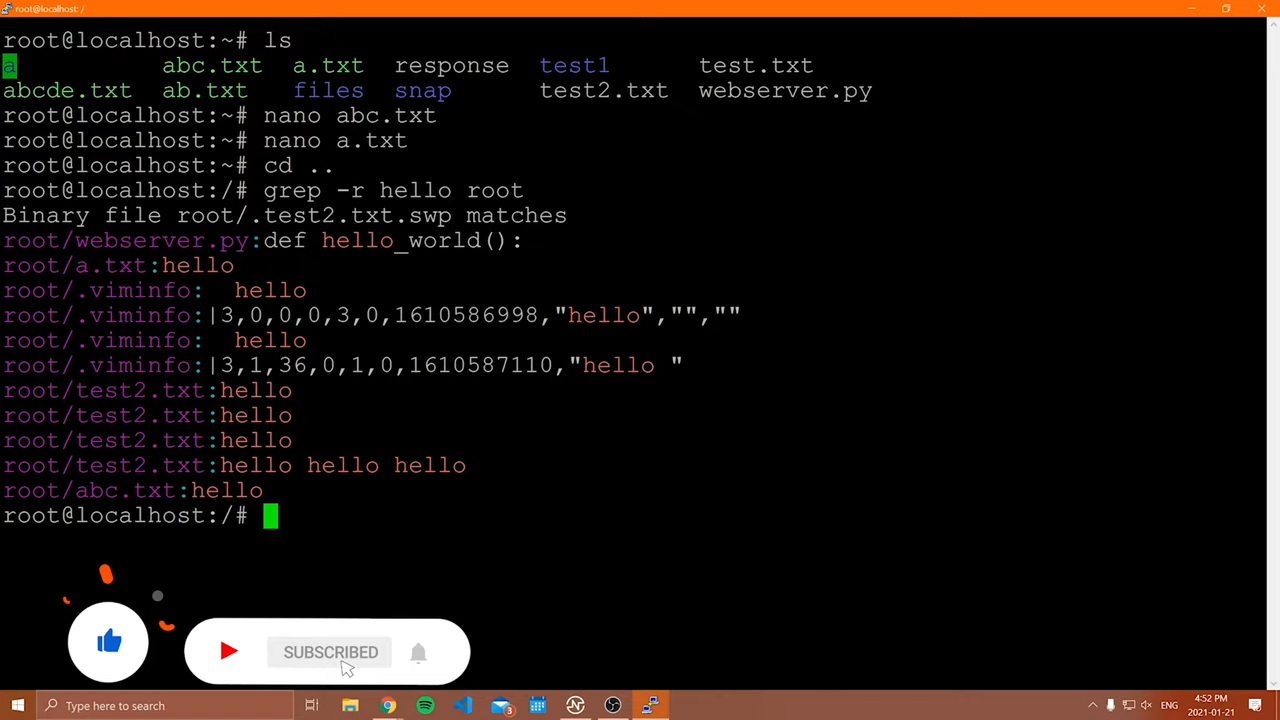 root@localhost: /
root@localhost:~# ls
a abc.txt a.txt response test1 test.txt
abcde.txt ab.txt files snap test2.txt webserver.py
root@localhost:~# nano abc.txt
root@localhost:~# nano a.txt
root@localhost:~# cd ..
root@localhost:/# grep -r hello root
Binary file root/.test2.txt.swp matches
root/webserver.py:def hello_world():
root/a.txt:hello
root/.viminfo:  hello
root/.viminfo:|3,0,0,0,3,0,1610586998,"hello","",""
root/.viminfo:  hello
root/.viminfo:|3,1,36,0,1,0,1610587110,"hello "
root/test2.txt:hello
root/test2.txt:hello
root/test2.txt:hello
root/test2.txt:hello hello hello
root/abc.txt:hello
root@localhost:/#
SUBSCRIBED
Type here to search
3
ENG
4:52 PM
2021-01-21